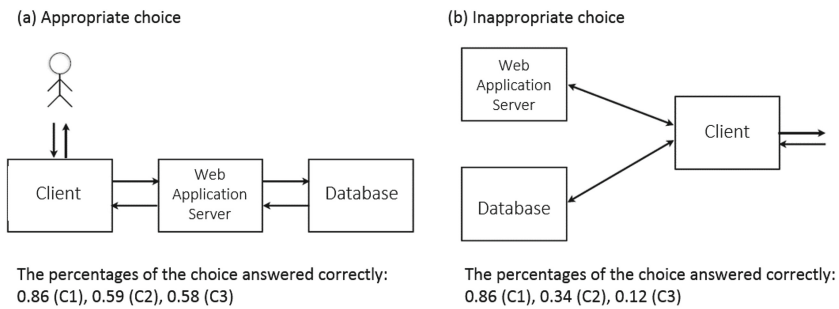 (a) Appropriate choice
Client
Web
Application
Server
Database
The percentages of the choice answered correctly:
0.86 (C1), 0.59 (C2), 0.58 (C3)
(b) Inappropriate choice
Web
Application
Server
Client
Database
The percentages of the choice answered correctly:
0.86 (C1), 0.34 (C2), 0.12 (C3)